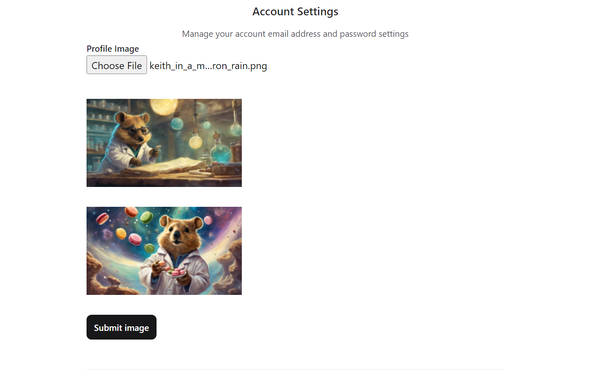 Account Settings
Manage your account email address and password settings
Profile Image
Choose File keith_in_a_m...ron_rain.png
Submit image